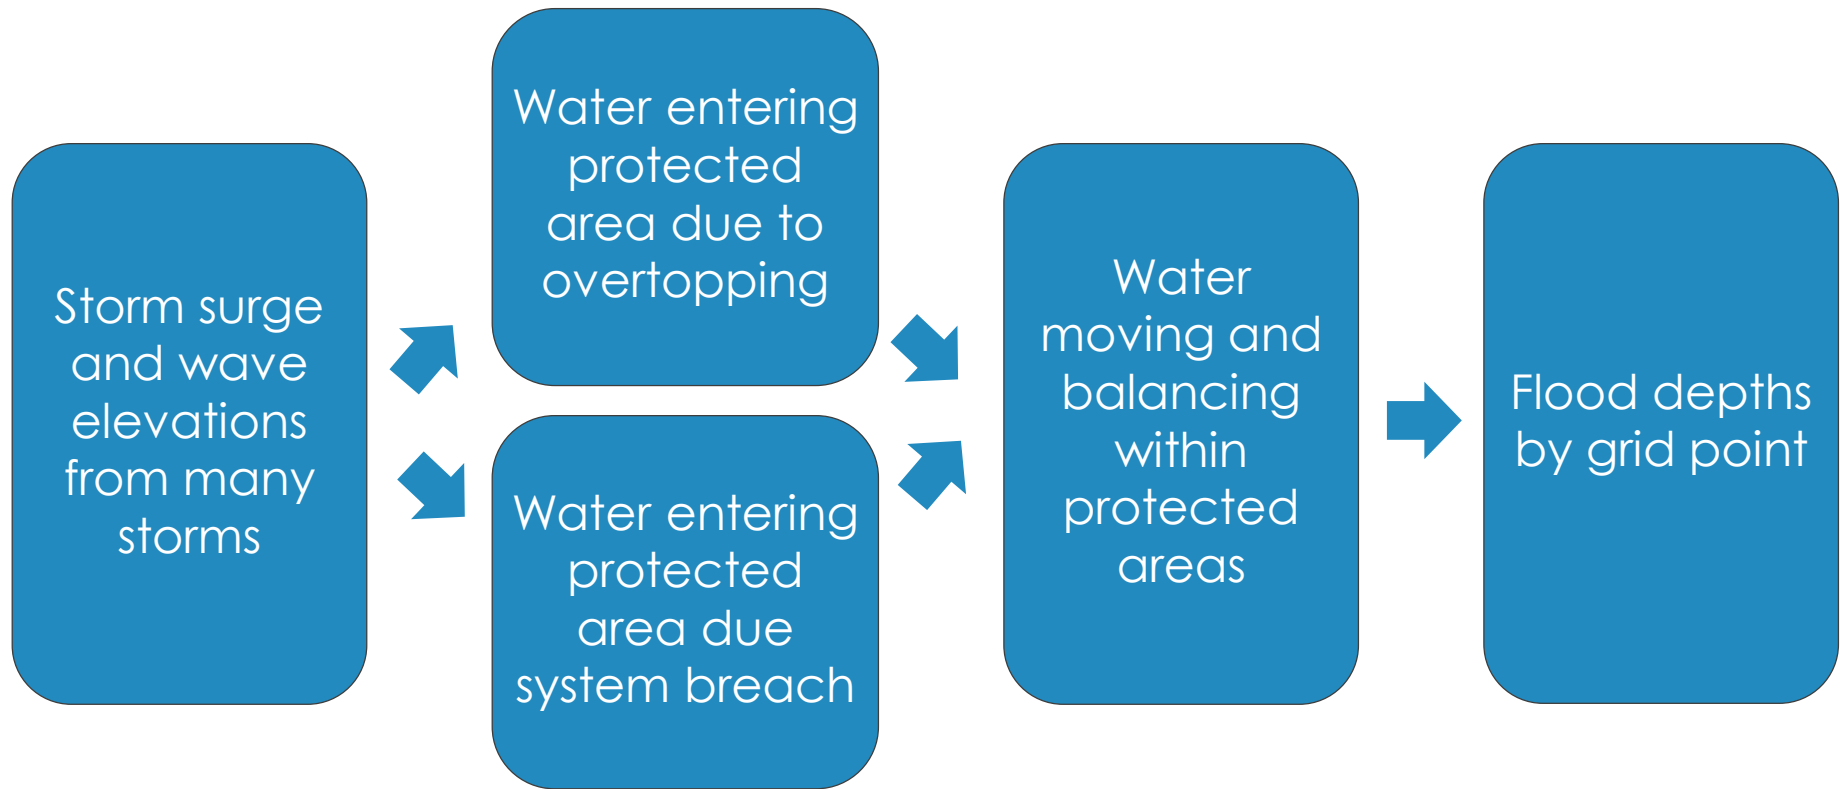 Storm surge
and wave
elevations
from many
storms
Water entering
protected
area due to
overtopping
Water entering
protected
area due
system breach
Water
moving and
balancing
within
protected
areas
Flood depths
by grid point